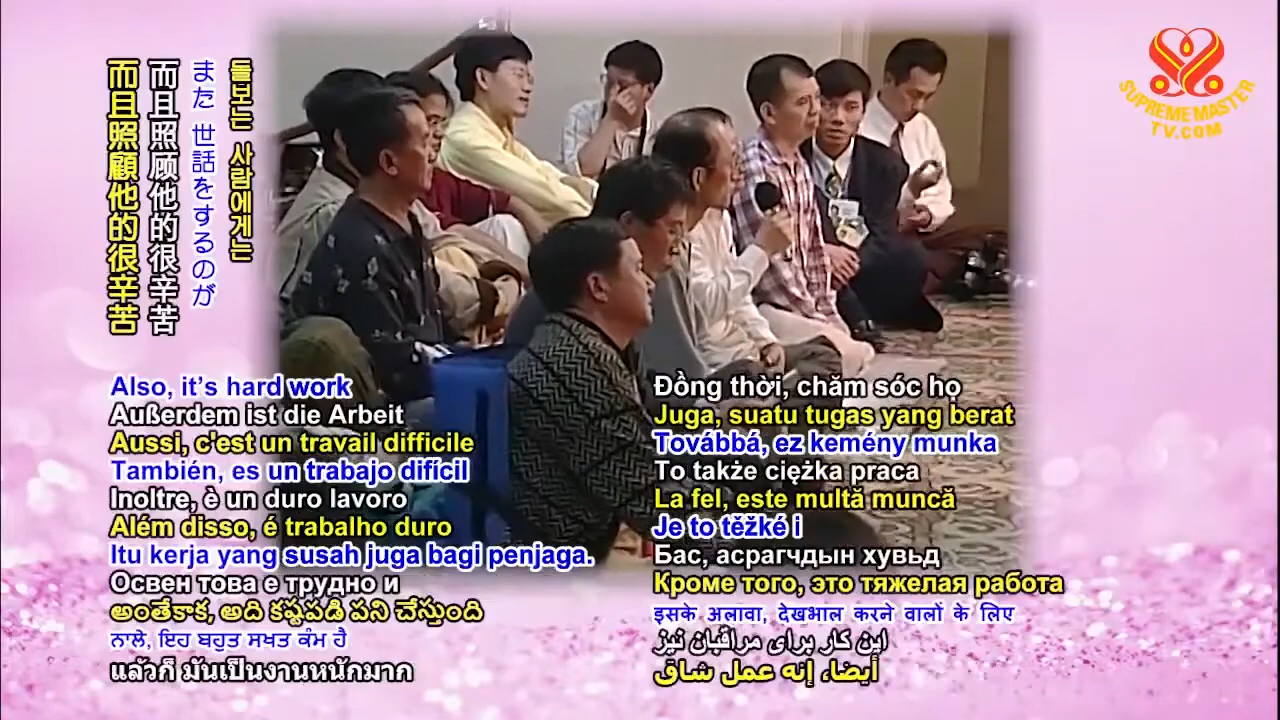 돌보는 사람에게는
また 世話をするのが
而且照顾他的很辛苦
而且照顧他的很辛苦
SUPREME MASTER
TV.COM
Also, it's hard work
Außerdem ist die Arbeit
Aussi, c'est un travail difficile
También, es un trabajo difícil
Inoltre, è un duro lavoro
Além disso, é trabalho duro
Itu kerja yang susah juga bagi penjaga.
Освен това е трудно и
అంతేకాక, అది కష్టపడి పని చేస్తుంది
ਨਾਲੇ, ਇਹ ਬਹੁਤ ਸਖਤ ਕੰਮ ਹੈ
แล้วก็ มันเป็นงานหนักมาก
Đồng thời, chăm sóc họ
Juga, suatu tugas yang berat
Továbbá, ez kemény munka
To także ciężka praca
La fel, este multă muncă
Je to těžké i
Бас, асрагчдын хувьд
Кроме того, это тяжелая работа
इसके अलावा, देखभाल करने वालों के लिए
این کار برای مراقبان نیز
أيضا، إنه عمل شاق